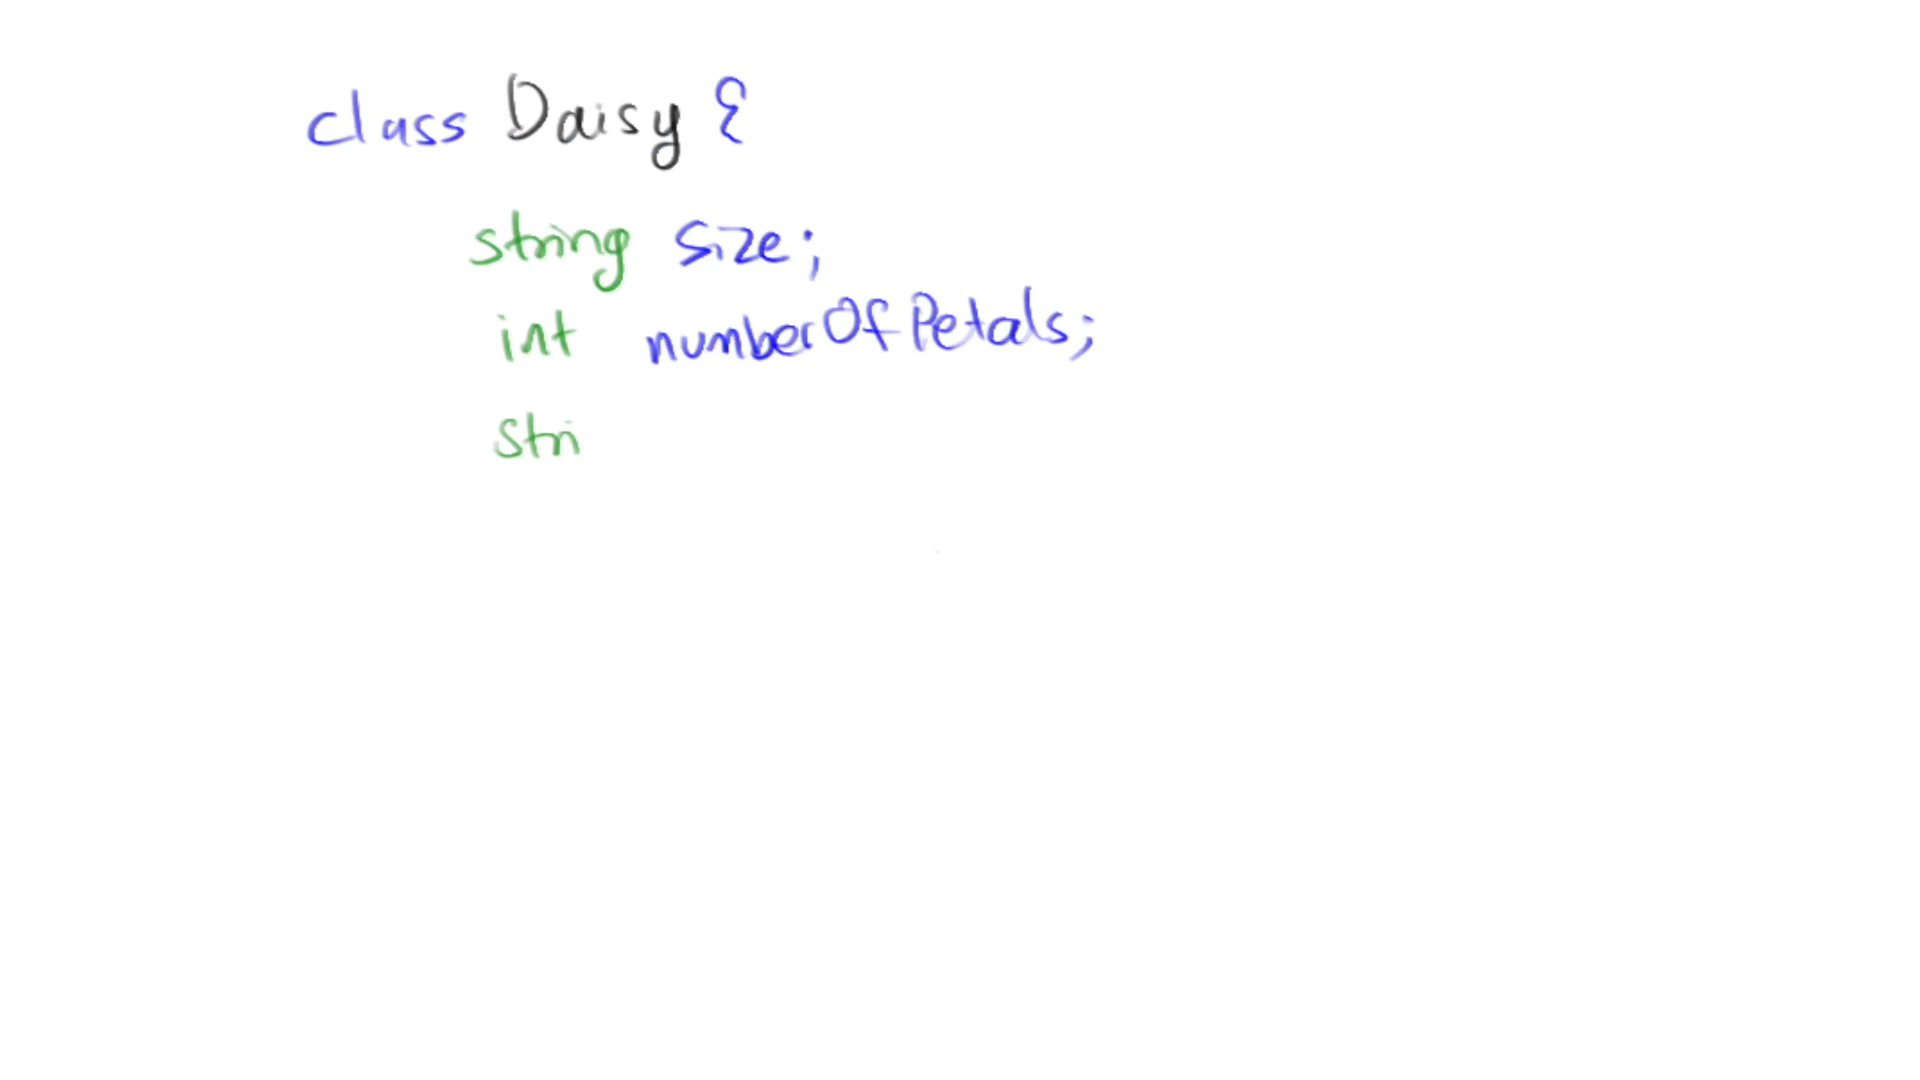 class Daisy {
string size;
int numberOfPetals;
stri